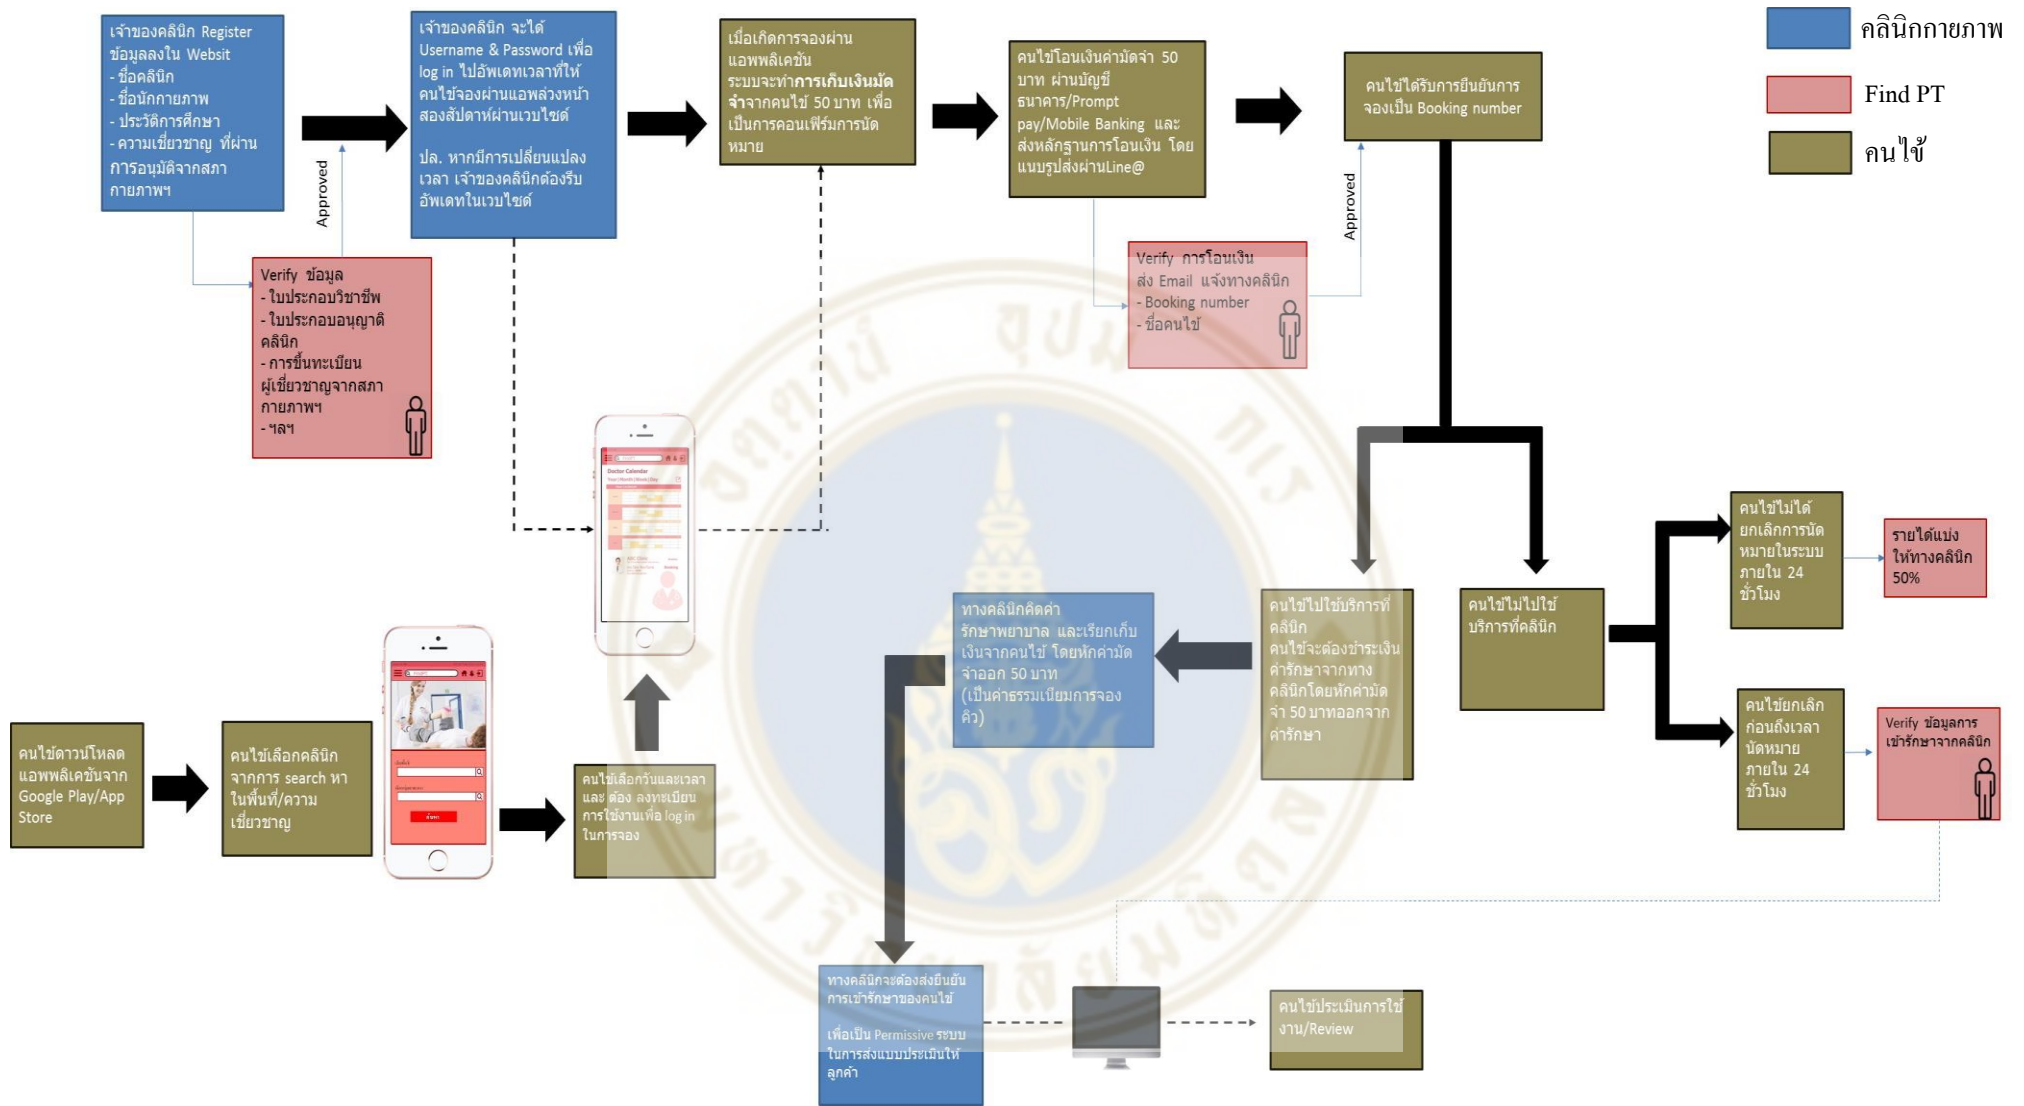 เจ้าของคลินิก Register
ข้อมูลลงใน Websit
- ชื่อคลินิก
- ชื่อนักกายภาพ
- ประวัติการศึกษา
- ความเชี่ยวชาญ ที่ผ่าน
การอนุมัติจากสภา
กายภาพฯ
Approved
เจ้าของคลินิก จะได้
Username & Password เพื่อ
log in ไปอัพเดทเวลาที่ให้
คนไข้จองผ่านแอพล่วงหน้า
สองสัปดาห์ผ่านเวบไซด์
ปล. หากมีการเปลี่ยนแปลง
เวลา เจ้าของคลินิกต้องรีบ
อัพเดทในเวบไซด์
เมื่อเกิดการจองผ่าน
แอพพลิเคชัน
ระบบจะทำการเก็บเงินมัด
จำจากคนไข้ 50 บาท เพื่อ
เป็นการคอนเฟิร์มการนัด
หมาย
คนไข้โอนเงินค่ามัดจำ 50
บาท ผ่านบัญชี
ธนาคาร/Prompt
pay/Mobile Banking และ
ส่งหลักฐานการโอนเงิน โดย
แนบรูปส่งผ่านLine@
คนไข้ได้รับการยืนยันการ
จองเป็น Booking number
Approved
คลินิกกายภาพ
Find PT
คนไข้
Verify ข้อมูล
- ใบประกอบวิชาชีพ
- ใบประกอบอนุญาติ
คลินิก
- การขึ้นทะเบียน
ผู้เชี่ยวชาญจากสภา
กายภาพฯ
- ฯลฯ
Verify การโอนเงิน
ส่ง Email แจ้งทางคลินิก
- Booking number
- ชื่อคนไข้
Doctor Calendar
Year/Month/Week/Day
Booking
คนไข้ไม่ได้
ยกเลิกการนัด
หมายในระบบ
ภายใน 24
ชั่วโมง
รายได้แบ่ง
ให้ทางคลินิก
50%
ทางคลินิกคิดค่า
รักษาพยาบาล และเรียกเก็บ
เงินจากคนไข้ โดยหักค่ามัด
จำออก 50 บาท
(เป็นค่าธรรมเนียมการจอง
คิว)
คนไข้ไปใช้บริการที่
คลินิก
คนไข้จะต้องชำระเงิน
ค่ารักษาจากทาง
คลินิกโดยหักค่ามัด
จำ 50 บาทออกจาก
ค่ารักษา
คนไข้ไม่ไปใช้
บริการที่คลินิก
คนไข้ยกเลิก
ก่อนถึงเวลา
นัดหมาย
ภายใน 24
ชั่วโมง
Verify ข้อมูลการ
เข้ารักษาจากคลินิก
คนไข้ดาวน์โหลด
แอพพลิเคชันจาก
Google Play/App
Store
คนไข้เลือกคลินิก
จากการ search หา
ในพื้นที่/ความ
เชี่ยวชาญ
ค้นหา
คนไข้เลือกวันและเวลา
และ ต้อง ลงทะเบียน
การใช้งานเพื่อ log in
ในการจอง
ทางคลินิกจะต้องส่งยืนยัน
การเข้ารักษาของคนไข้
เพื่อเป็น Permissive ระบบ
ในการส่งแบบประเมินให้
ลูกค้า
คนไข้ประเมินการใช้
งาน/Review